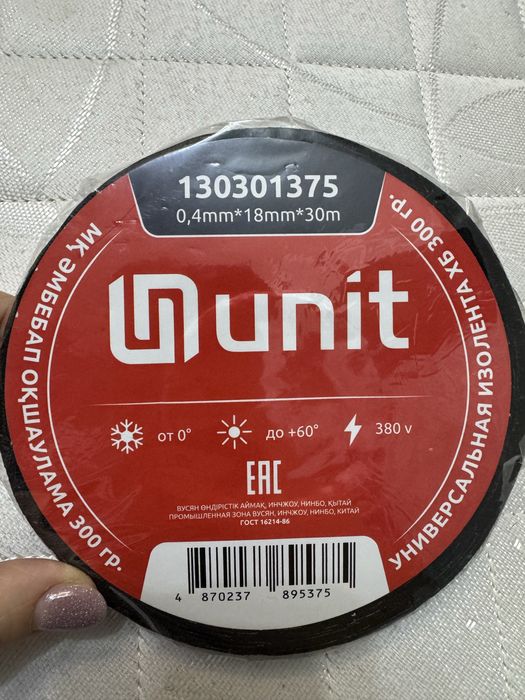 130301375
0,4mm*18mm*30m
МҚ ӘМБЕБАП ОҚШАУЛАМА 300 ГР.
УНИВЕРСАЛЬНАЯ ИЗОЛЕНТА ХБ 300 ГР.
unit
от 0° до +60° 380 v
EAC
ВУСЯН ӨНДІРІСТІК АЙМАҚ, ИНЧЖОУ, НИНБО, ҚЫТАЙ
ПРОМЫШЛЕННАЯ ЗОНА ВУСЯН, ИНЧЖОУ, НИНБО, КИТАЙ
ГОСТ 16214-86
4 870237 895375